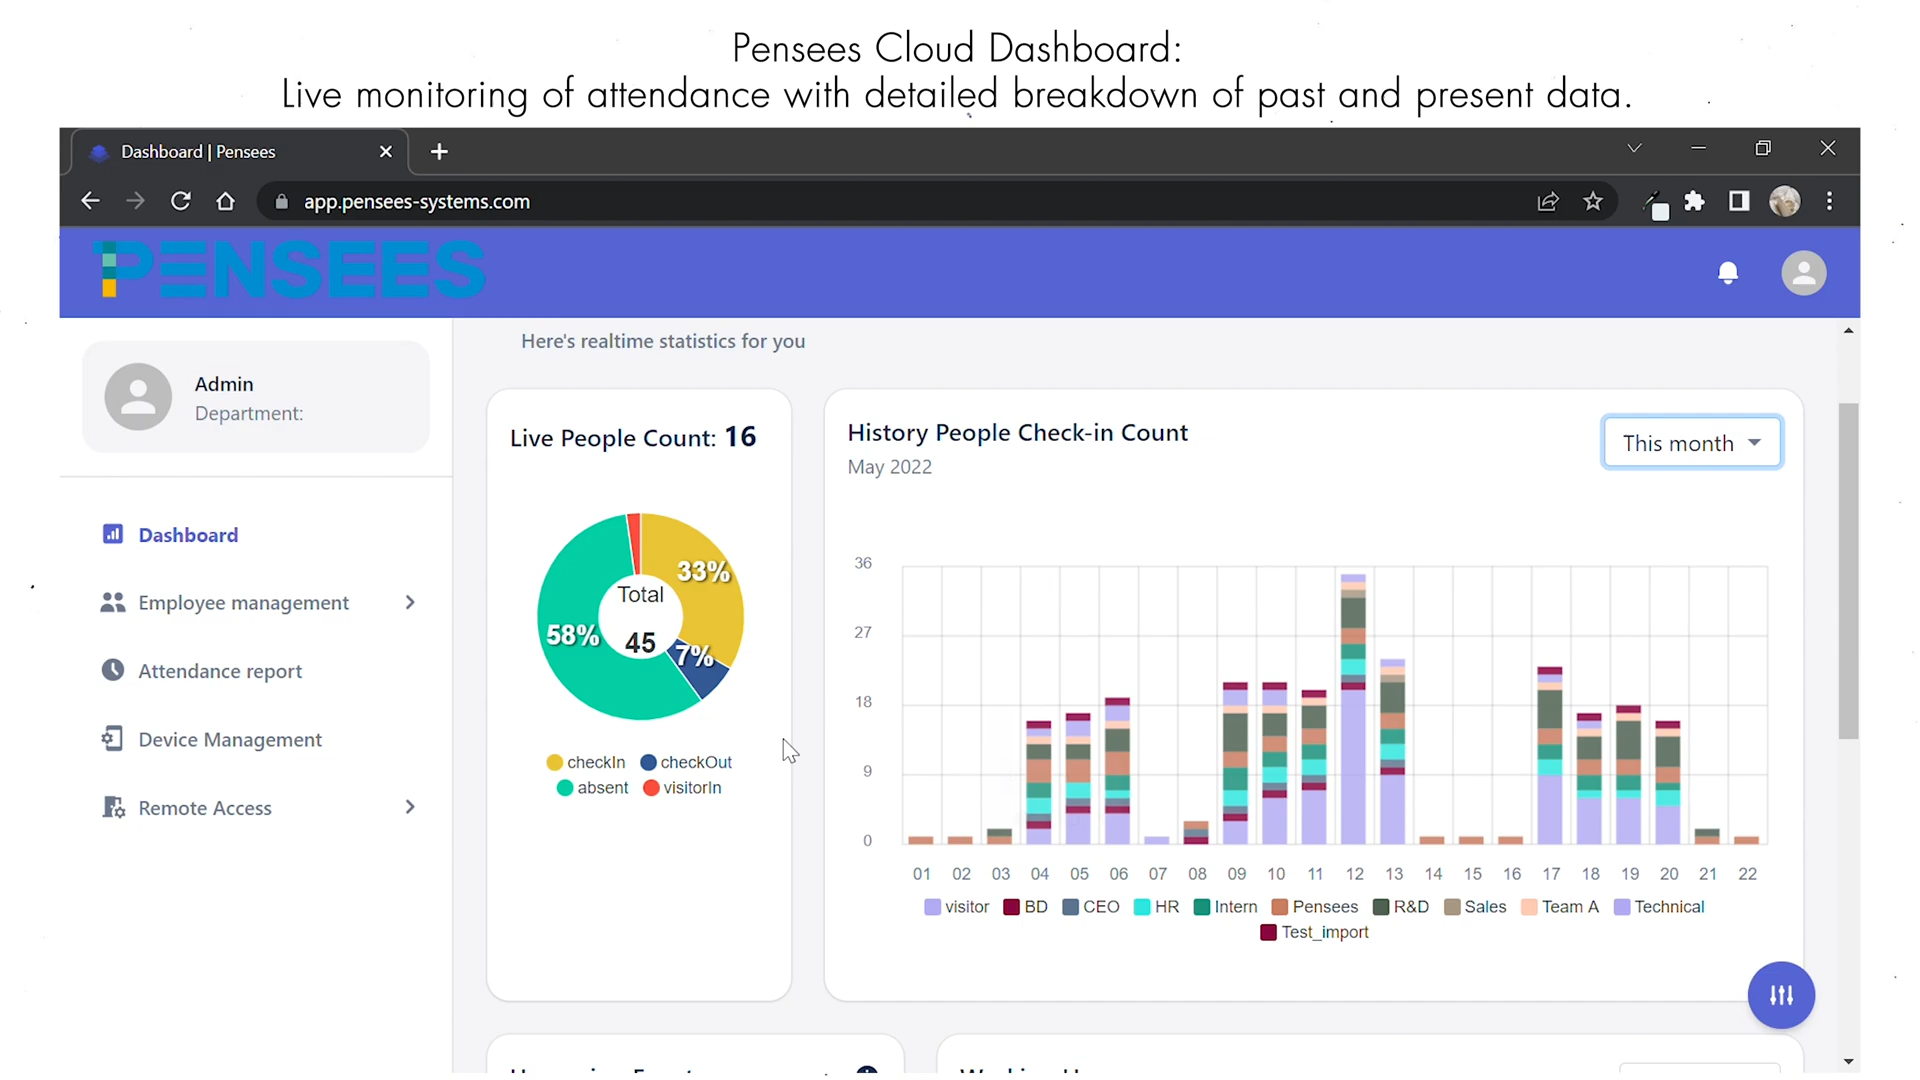 Pensees Cloud Dashboard:
Live monitoring of attendance with detailed breakdown of past and present data.
Dashboard | Pensees
app.pensees-systems.com
PENSEES
Here's realtime statistics for you
Admin
Department:
Dashboard
Employee management
Attendance report
Device Management
Remote Access
Live People Count: 16
33%
Total
45
58%
7%
checkIn checkOut
absent visitorIn
History People Check-in Count
May 2022
This month
36
27
18
9
0
01 02 03 04 05 06 07 08 09 10 11 12 13 14 15 16 17 18 19 20 21 22
visitor BD CEO HR Intern Pensees R&D Sales Team A Technical
Test_import